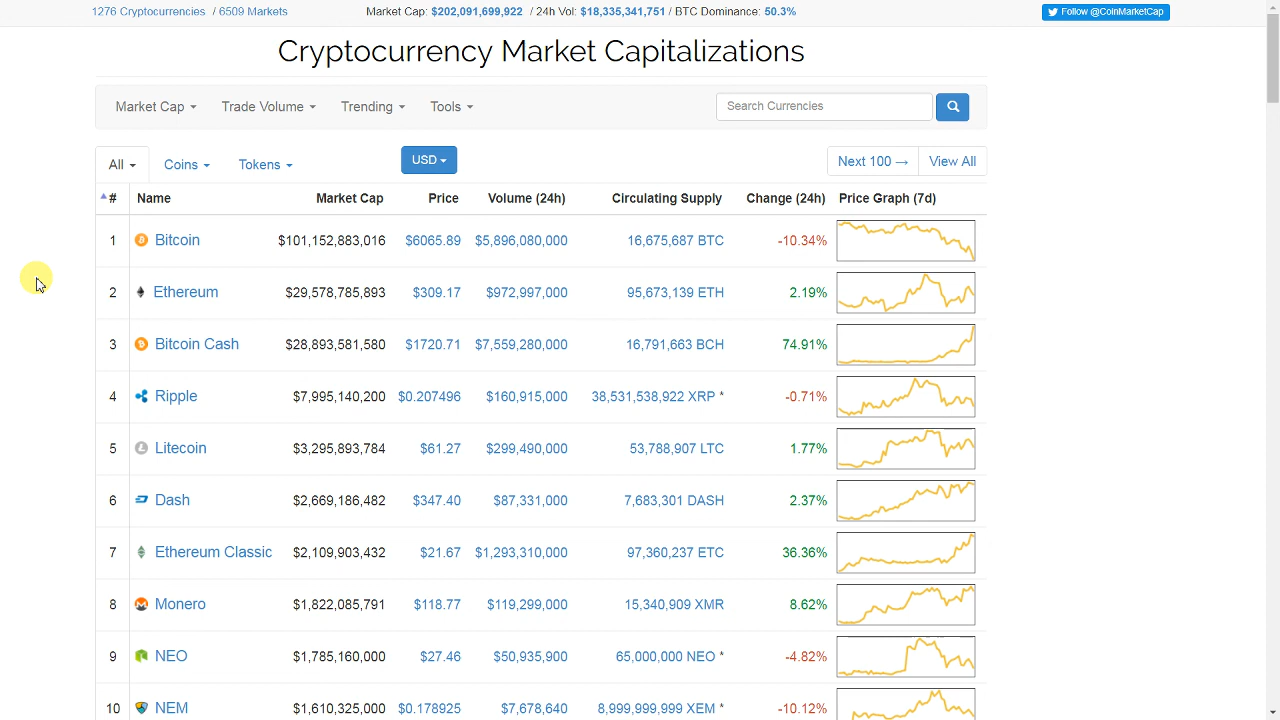 1276 Cryptocurrencies / 6509 Markets Market Cap: $202,091,699,922 / 24h Vol: $18,335,341,751 / BTC Dominance: 50.3% Follow @CoinMarketCap
Cryptocurrency Market Capitalizations
Market Cap Trade Volume Trending Tools Search Currencies
All Coins Tokens USD Next 100 → View All
# Name Market Cap Price Volume (24h) Circulating Supply Change (24h) Price Graph (7d)
1 Bitcoin $101,152,883,016 $6065.89 $5,896,080,000 16,675,687 BTC -10.34%
2 Ethereum $29,578,785,893 $309.17 $972,997,000 95,673,139 ETH 2.19%
3 Bitcoin Cash $28,893,581,580 $1720.71 $7,559,280,000 16,791,663 BCH 74.91%
4 Ripple $7,995,140,200 $0.207496 $160,915,000 38,531,538,922 XRP * -0.71%
5 Litecoin $3,295,893,784 $61.27 $299,490,000 53,788,907 LTC 1.77%
6 Dash $2,669,186,482 $347.40 $87,331,000 7,683,301 DASH 2.37%
7 Ethereum Classic $2,109,903,432 $21.67 $1,293,310,000 97,360,237 ETC 36.36%
8 Monero $1,822,085,791 $118.77 $119,299,000 15,340,909 XMR 8.62%
9 NEO $1,785,160,000 $27.46 $50,935,900 65,000,000 NEO * -4.82%
10 NEM $1,610,325,000 $0.178925 $7,678,640 8,999,999,999 XEM * -10.12%